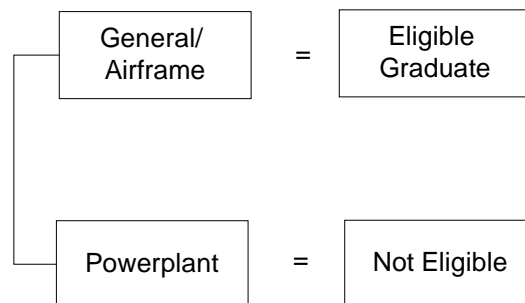 General/
Airframe
=
Eligible
Graduate
Powerplant
=
Not Eligible